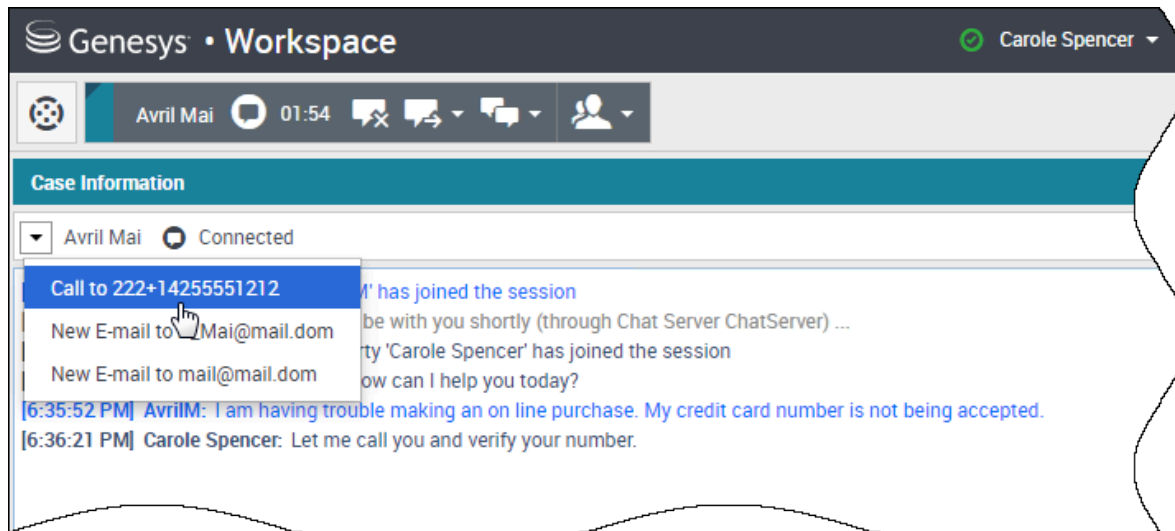 Genesys • Workspace
Carole Spencer
Avril Mai 01:54
Case Information
Avril Mai Connected
Call to 222+14255551212
New E-mail to
_Mai@mail.dom
New E-mail to mail@mail.dom
M' has joined the session
be with you shortly (through Chat Server ChatServer) ...
rty 'Carole Spencer' has joined the session
ow can I help you today?
[6:35:52 PM] AvrilM: I am having trouble making an on line purchase. My credit card number is not being accepted.
[6:36:21 PM] Carole Spencer: Let me call you and verify your number.